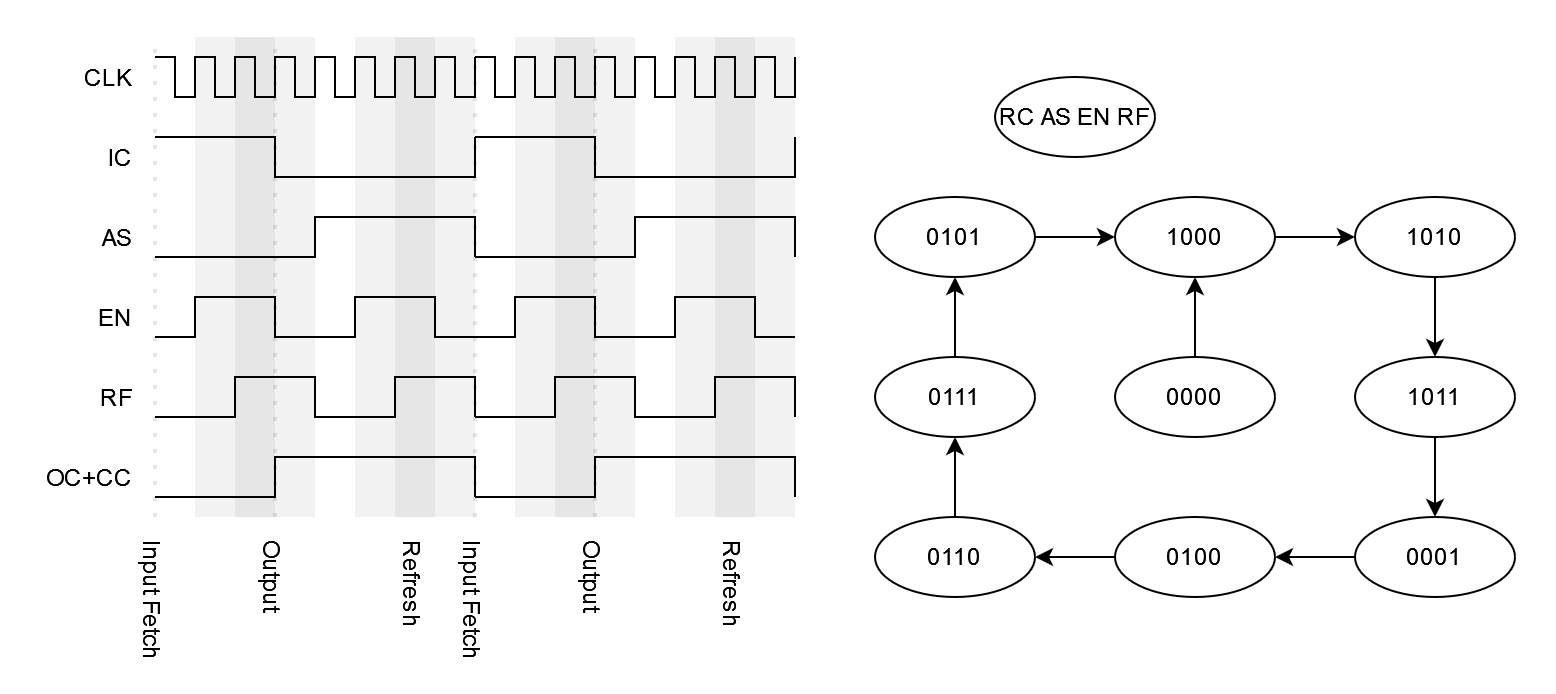 CLK
IC
AS
EN
RF
OC+CC
Input Fetch
Output
Refresh
Input Fetch
Output
Refresh
RC AS EN RF
0101
1000
1010
0111
0000
1011
0110
0100
0001